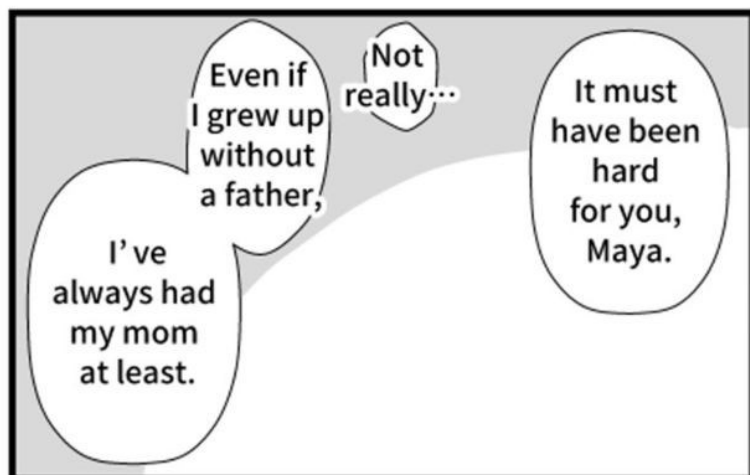 It must
have been
hard
for you,
Maya.
Not
really…
Even if
I grew up
without
a father,
I've
always had
my mom
at least.